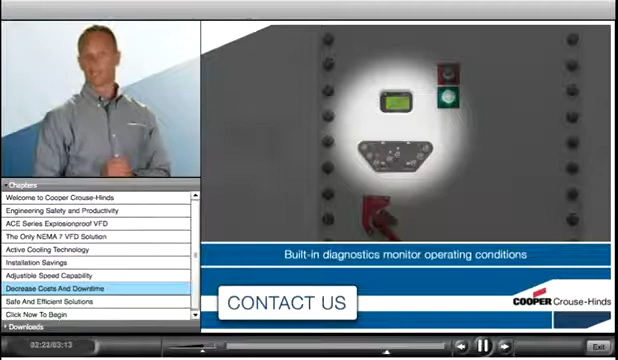 Chapters
Welcome to Cooper Crouse-Hinds
Engineering Safety and Productivity
ACE Series Explosionproof VFD
The Only NEMA 7 VFD Solution
Active Cooling Technology
Installation Savings
Adjustable Speed Capability
Decrease Costs And Downtime
Safe And Efficient Solutions
Click Now To Begin
Downloads
Built-in diagnostics monitor operating conditions
CONTACT US
COOPER Crouse-Hinds
02:23/03:13
Exit